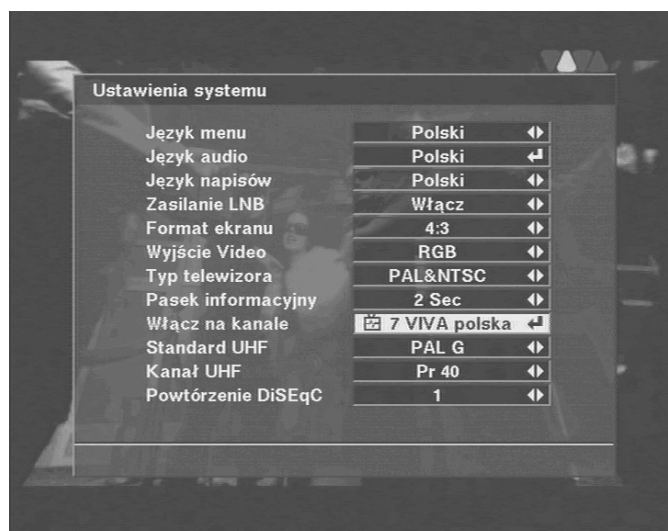 VIVA
Ustawienia systemu
Język menu Polski
Język audio Polski
Język napisów Polski
Zasilanie LNB Włącz
Format ekranu 4:3
Wyjście Video RGB
Typ telewizora PAL&NTSC
Pasek informacyjny 2 Sec
Włącz na kanale 7 VIVA polska
Standard UHF PAL G
Kanał UHF Pr 40
Powtórzenie DiSEqC 1